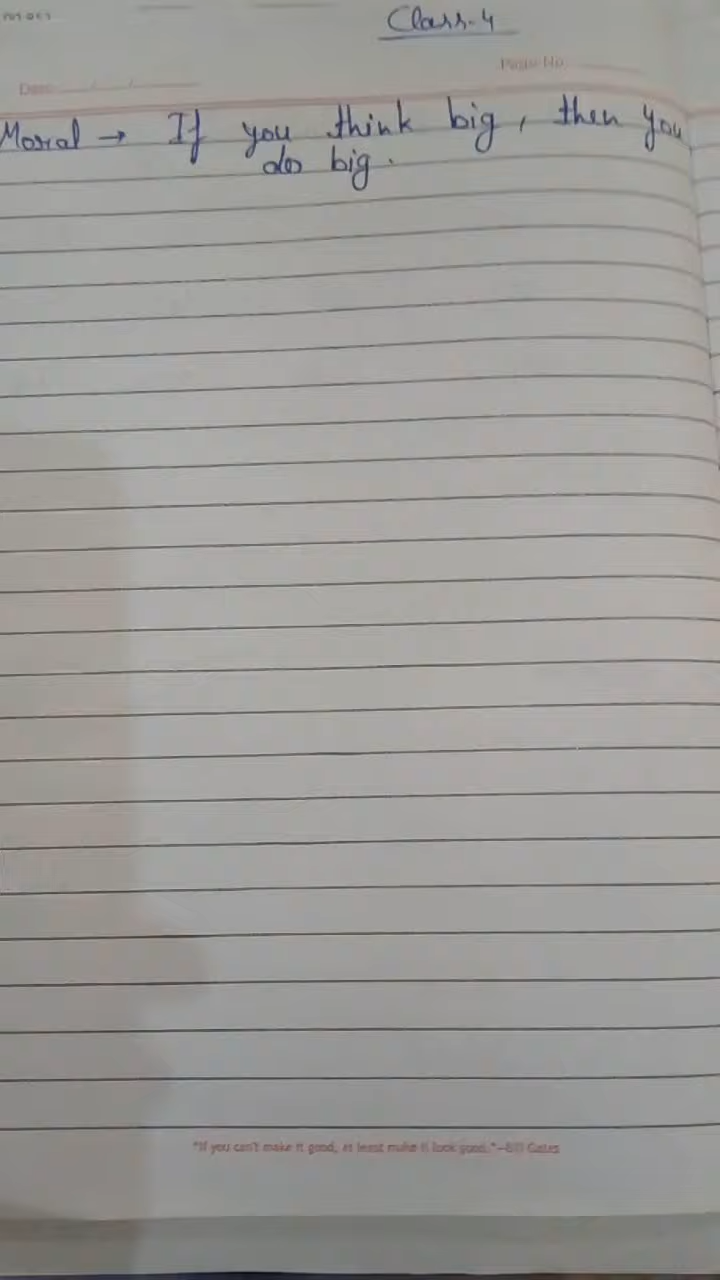 Class-4
Page No.
Date
Moral → If you think big, then you
do big.
"If you can't make it good, at least make it look good."–Bill Gates